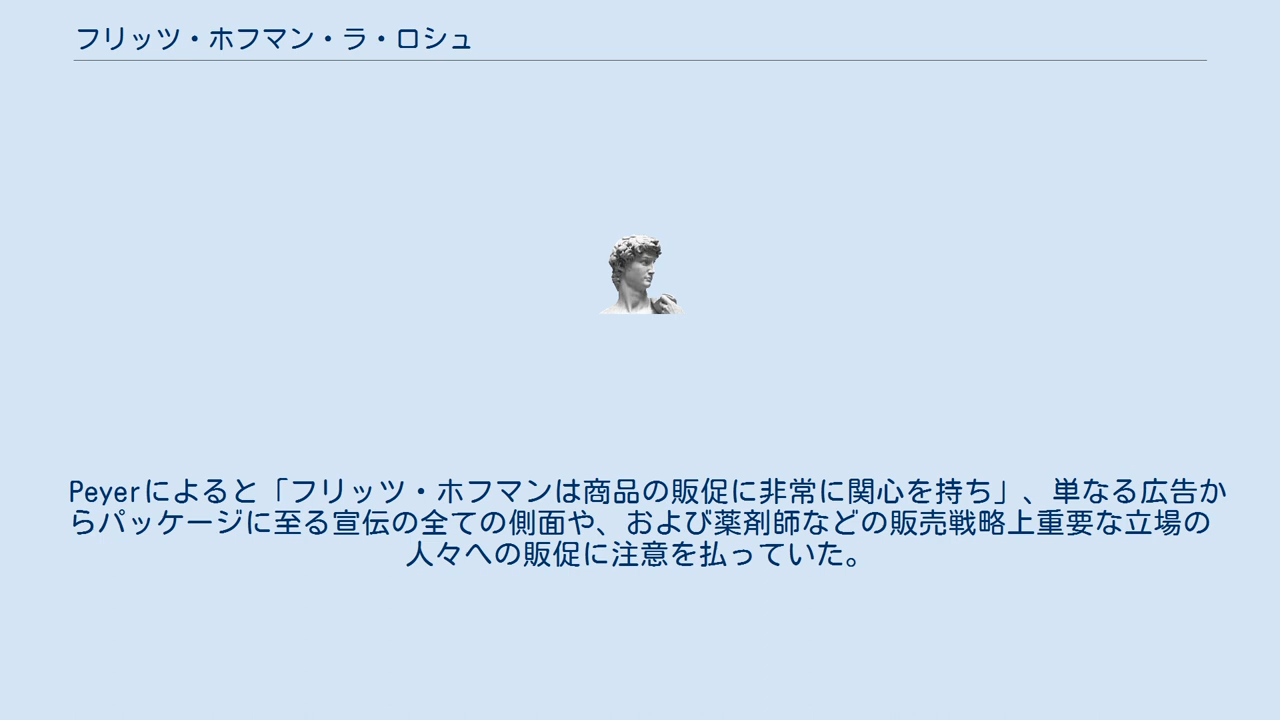 フリッツ・ホフマン・ラ・ロシュ
Peyerによると「フリッツ・ホフマンは商品の販促に非常に関心を持ち」、単なる広告か
らパッケージに至る宣伝の全ての側面や、および薬剤師などの販売戦略上重要な立場の
人々への販促に注意を払っていた。